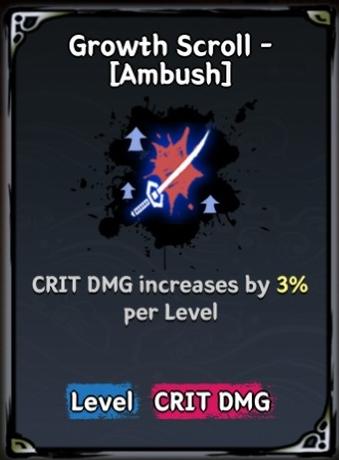 Growth Scroll -
[Ambush]
CRIT DMG increases by 3%
per Level
Level CRIT DMG